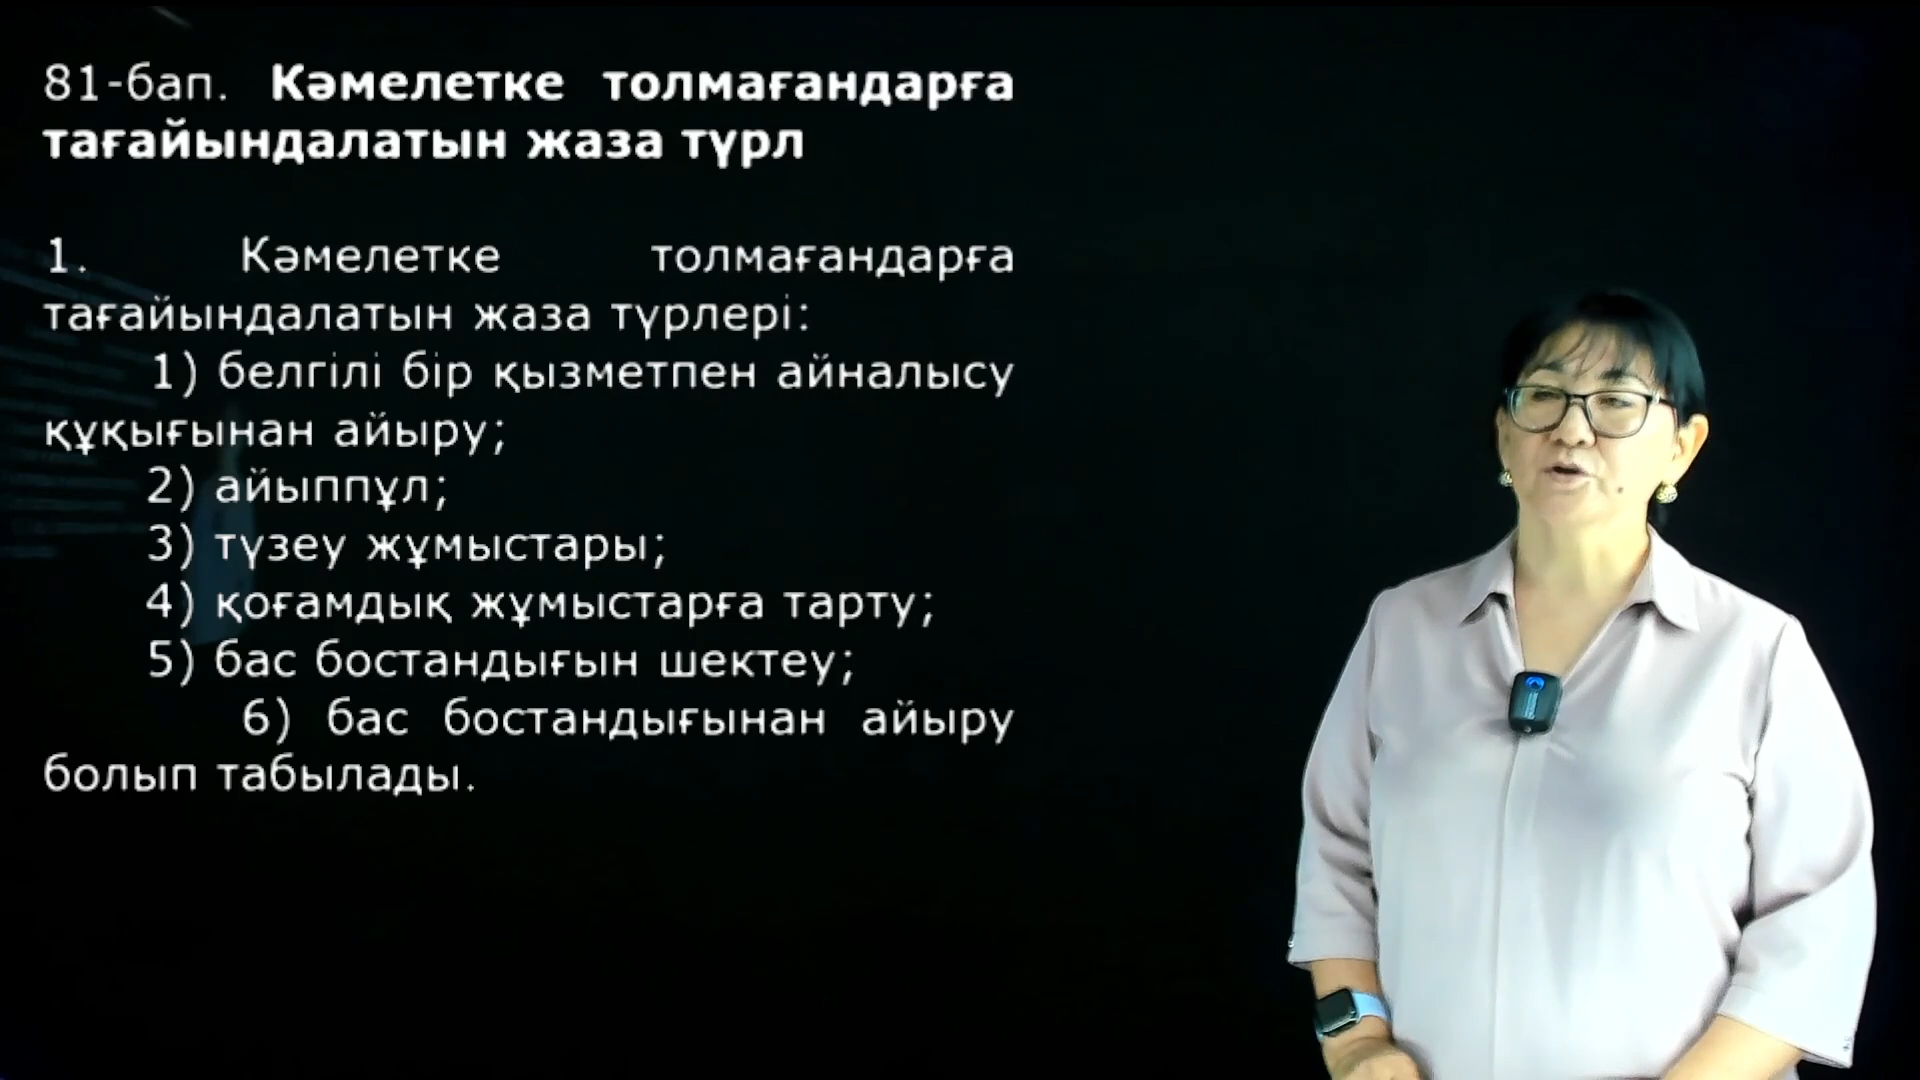 81-бап. Кәмелетке толмағандарға
тағайындалатын жаза түрл
1. Кәмелетке толмағандарға
тағайындалатын жаза түрлері:
1) белгілі бір қызметпен айналысу
құқығынан айыру;
2) айыппұл;
3) түзеу жұмыстары;
4) қоғамдық жұмыстарға тарту;
5) бас бостандығын шектеу;
6) бас бостандығынан айыру
болып табылады.